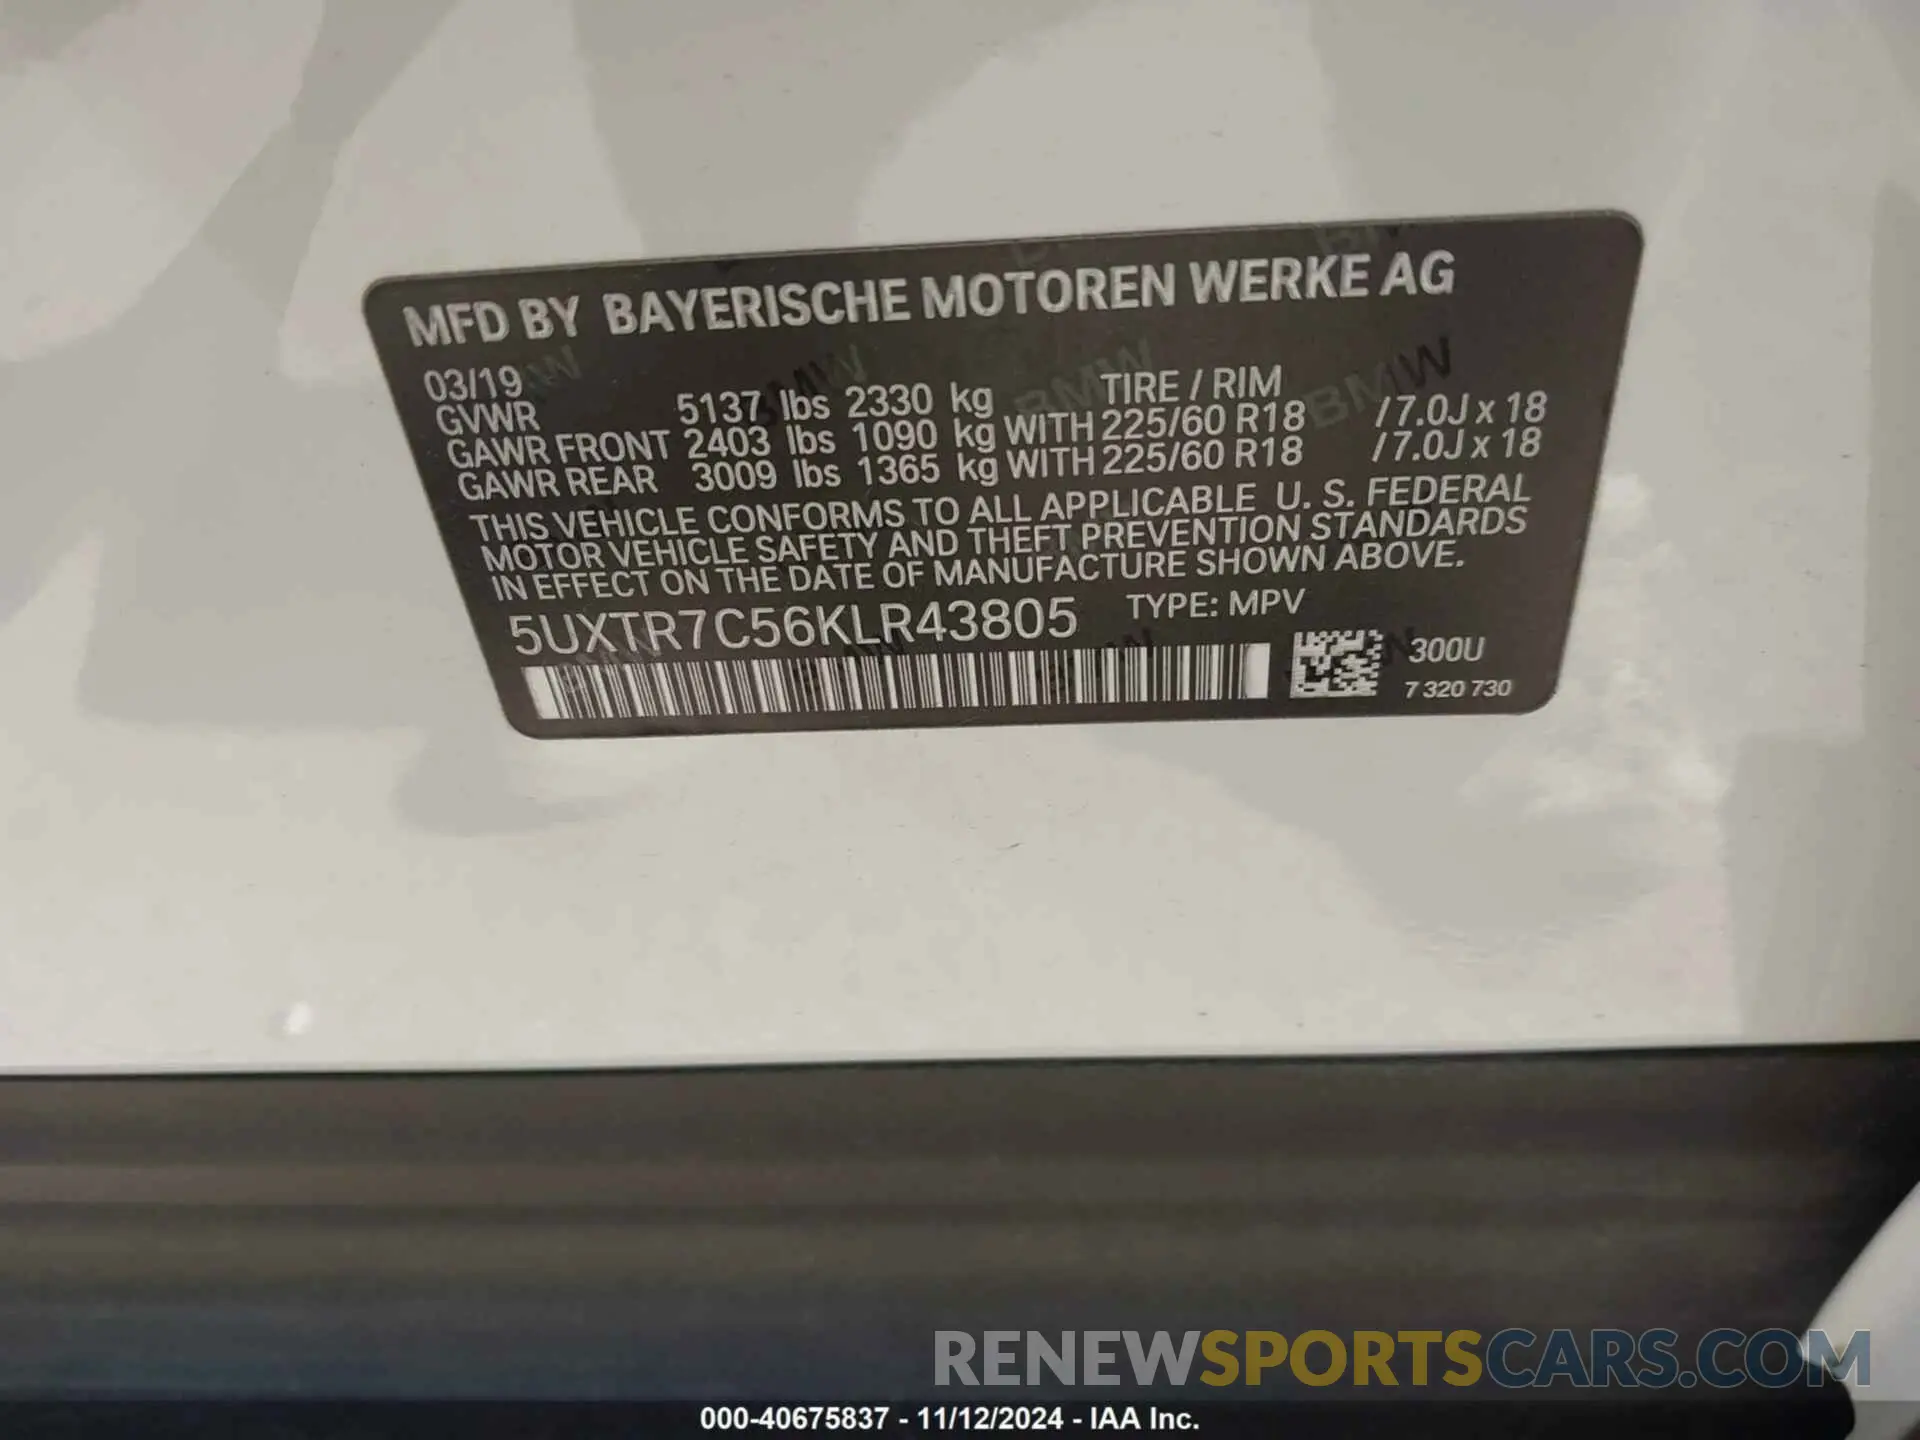 MFD BY BAYERISCHE MOTOREN WERKE AG
03/19 TIRE / RIM
GVWR 5137 lbs 2330 kg
GAWR FRONT 2403 lbs 1090 kg WITH 225/60 R18 /7.0J x 18
GAWR REAR 3009 lbs 1365 kg WITH 225/60 R18 /7.0J x 18
THIS VEHICLE CONFORMS TO ALL APPLICABLE U. S. FEDERAL
MOTOR VEHICLE SAFETY AND THEFT PREVENTION STANDARDS
IN EFFECT ON THE DATE OF MANUFACTURE SHOWN ABOVE.
5UXTR7C56KLR43805 TYPE: MPV
300U
7 320 730
RENEWSPORTSCARS.COM
000-40675837 - 11/12/2024 - IAA Inc.